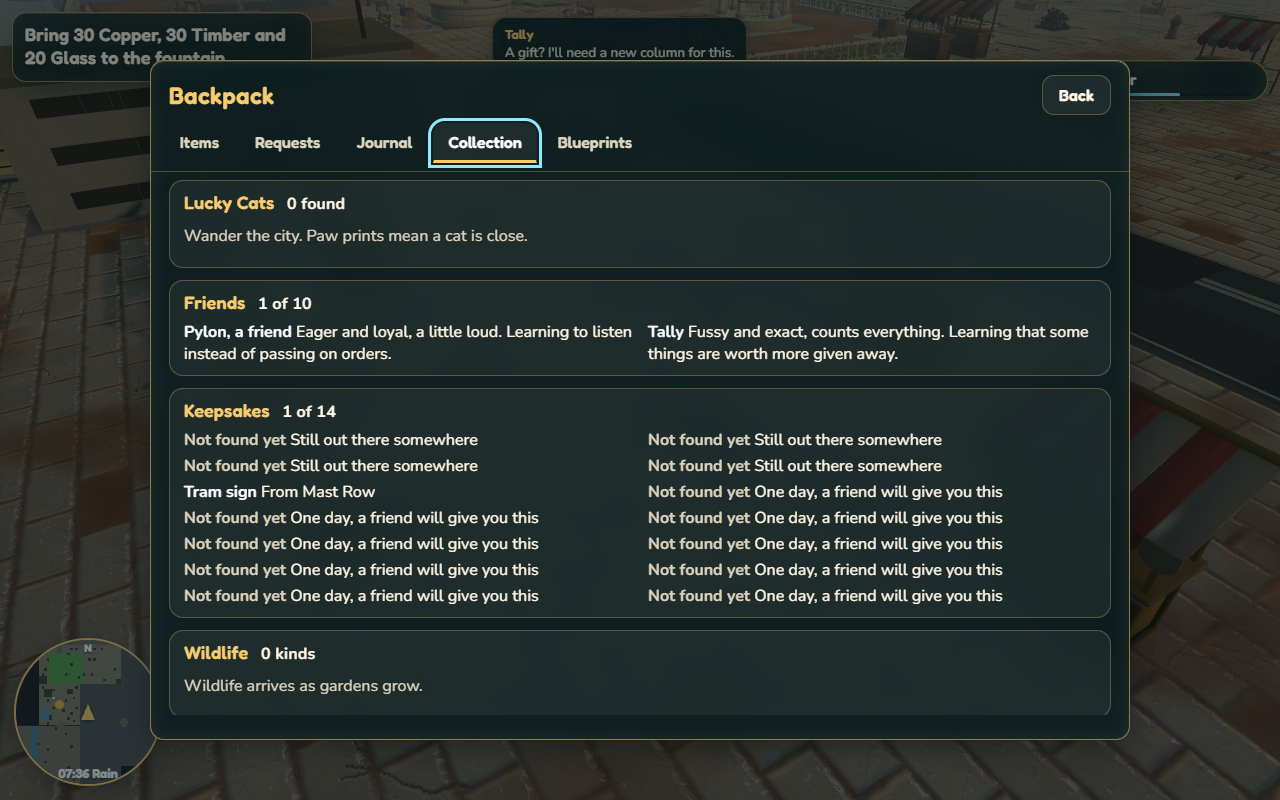 Bring 30 Copper, 30 Timber and
20 Glass to the fountain
Tally
A gift? I'll need a new column for this.
Backpack
Back
Items Requests Journal Collection Blueprints
Lucky Cats 0 found
Wander the city. Paw prints mean a cat is close.
Friends 1 of 10
Pylon, a friend Eager and loyal, a little loud. Learning to listen
instead of passing on orders.
Tally Fussy and exact, counts everything. Learning that some
things are worth more given away.
Keepsakes 1 of 14
Not found yet Still out there somewhere
Not found yet Still out there somewhere
Not found yet Still out there somewhere
Not found yet Still out there somewhere
Tram sign From Mast Row
Not found yet One day, a friend will give you this
Not found yet One day, a friend will give you this
Not found yet One day, a friend will give you this
Not found yet One day, a friend will give you this
Not found yet One day, a friend will give you this
Not found yet One day, a friend will give you this
Not found yet One day, a friend will give you this
Not found yet One day, a friend will give you this
Not found yet One day, a friend will give you this
Wildlife 0 kinds
Wildlife arrives as gardens grow.
N
07:36 Rain